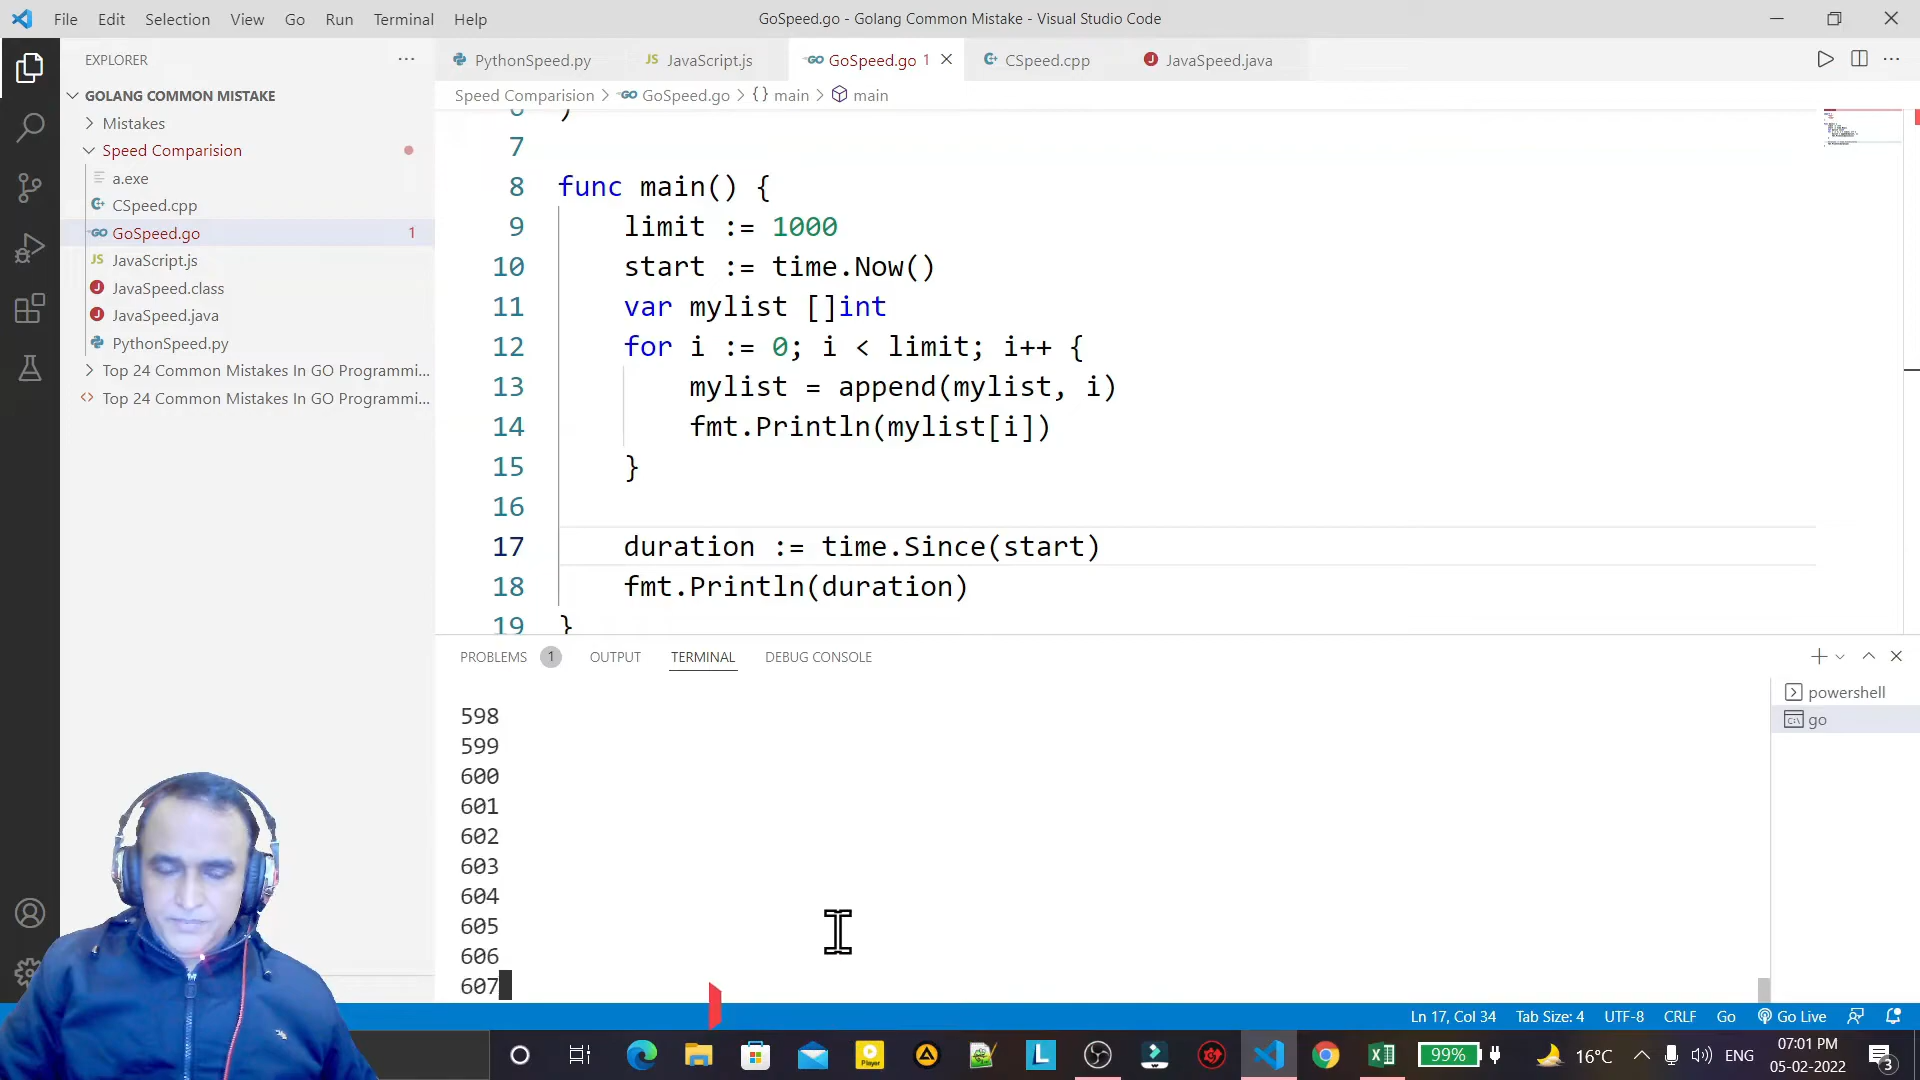 File Edit Selection View Go Run Terminal Help
GoSpeed.go - Golang Common Mistake - Visual Studio Code
EXPLORER
GOLANG COMMON MISTAKE
Mistakes
Speed Comparision
a.exe
CSpeed.cpp
GoSpeed.go 1
JS JavaScript.js
JavaSpeed.class
JavaSpeed.java
PythonSpeed.py
Top 24 Common Mistakes In GO Programmi...
Top 24 Common Mistakes In GO Programmi...
PythonSpeed.py JS JavaScript.js GoSpeed.go 1 CSpeed.cpp JavaSpeed.java
Speed Comparision > GoSpeed.go > {} main > main
6 )
7
8 func main() {
9 limit := 1000
10 start := time.Now()
11 var mylist []int
12 for i := 0; i < limit; i++ {
13 mylist = append(mylist, i)
14 fmt.Println(mylist[i])
15 }
16
17 duration := time.Since(start)
18 fmt.Println(duration)
19 }
PROBLEMS 1 OUTPUT TERMINAL DEBUG CONSOLE
powershell
go
598
599
600
601
602
603
604
605
606
607
Ln 17, Col 34 Tab Size: 4 UTF-8 CRLF Go Go Live
Player
L
99%
16°C
ENG
07:01 PM
05-02-2022
3